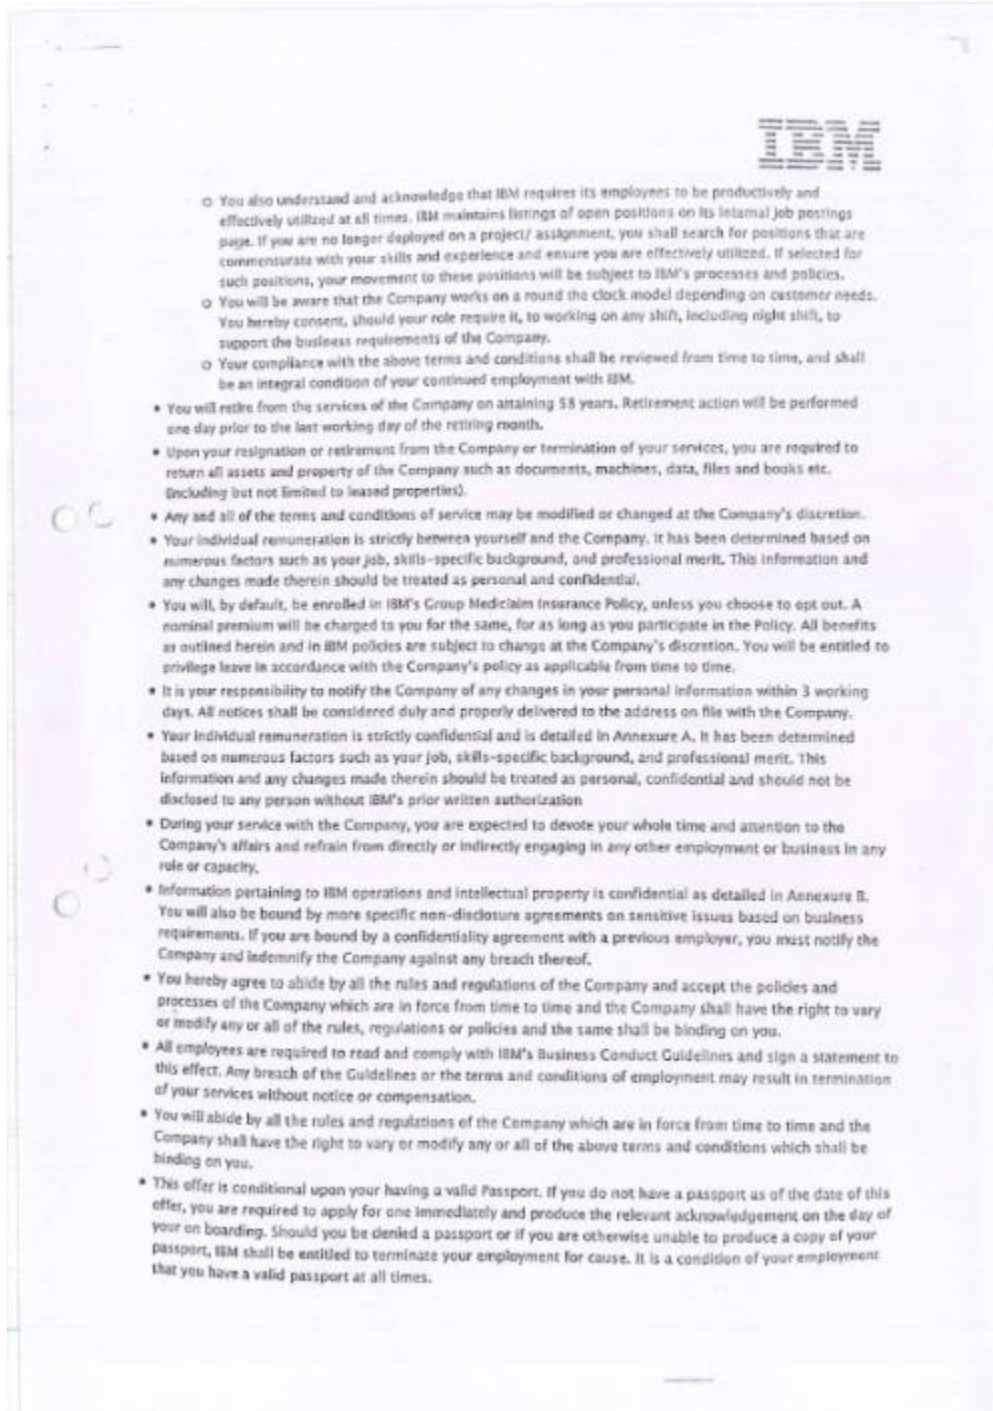 IBM
o You also understand and acknowledge that IBM requires its employees to be productively and
effectively utilized at all times. IBM maintains listings of open positions on its internal job postings
page. If you are no longer deployed on a project/ assignment, you shall search for positions that are
commensurate with your skills and experience and ensure you are effectively utilized. If selected for
such positions, your movement to these positions will be subject to IBM's processes and policies.
o You will be aware that the Company works on a round the clock model depending on customer needs.
You hereby consent, should your role require it, to working on any shift, including night shift, to
support the business requirements of the Company.
o Your compliance with the above terms and conditions shall be reviewed from time to time, and shall
be an integral condition of your continued employment with IBM.
• You will retire from the services of the Company on attaining 58 years. Retirement action will be performed
one day prior to the last working day of the retiring month.
• Upon your resignation or retirement from the Company or termination of your services, you are required to
return all assets and property of the Company such as documents, machines, data, files and books etc.
(including but not limited to leased properties).
• Any and all of the terms and conditions of service may be modified or changed at the Company's discretion.
• Your individual remuneration is strictly between yourself and the Company. It has been determined based on
numerous factors such as your job, skills-specific background, and professional merit. This information and
any changes made therein should be treated as personal and confidential.
• You will, by default, be enrolled in IBM's Group Mediclaim Insurance Policy, unless you choose to opt out. A
nominal premium will be charged to you for the same, for as long as you participate in the Policy. All benefits
as outlined herein and in IBM policies are subject to change at the Company's discretion. You will be entitled to
privilege leave in accordance with the Company's policy as applicable from time to time.
• It is your responsibility to notify the Company of any changes in your personal information within 3 working
days. All notices shall be considered duly and properly delivered to the address on file with the Company.
• Your individual remuneration is strictly confidential and is detailed in Annexure A. It has been determined
based on numerous factors such as your job, skills-specific background, and professional merit. This
information and any changes made therein should be treated as personal, confidential and should not be
disclosed to any person without IBM's prior written authorization
• During your service with the Company, you are expected to devote your whole time and attention to the
Company's affairs and refrain from directly or indirectly engaging in any other employment or business in any
role or capacity.
• Information pertaining to IBM operations and intellectual property is confidential as detailed in Annexure B.
You will also be bound by more specific non-disclosure agreements on sensitive issues based on business
requirements. If you are bound by a confidentiality agreement with a previous employer, you must notify the
Company and indemnify the Company against any breach thereof.
• You hereby agree to abide by all the rules and regulations of the Company and accept the policies and
processes of the Company which are in force from time to time and the Company shall have the right to vary
or modify any or all of the rules, regulations or policies and the same shall be binding on you.
• All employees are required to read and comply with IBM's Business Conduct Guidelines and sign a statement to
this effect. Any breach of the Guidelines or the terms and conditions of employment may result in termination
of your services without notice or compensation.
• You will abide by all the rules and regulations of the Company which are in force from time to time and the
Company shall have the right to vary or modify any or all of the above terms and conditions which shall be
binding on you.
• This offer is conditional upon your having a valid Passport. If you do not have a passport as of the date of this
offer, you are required to apply for one immediately and produce the relevant acknowledgement on the day of
your on boarding. Should you be denied a passport or if you are otherwise unable to produce a copy of your
passport, IBM shall be entitled to terminate your employment for cause. It is a condition of your employment
that you have a valid passport at all times.